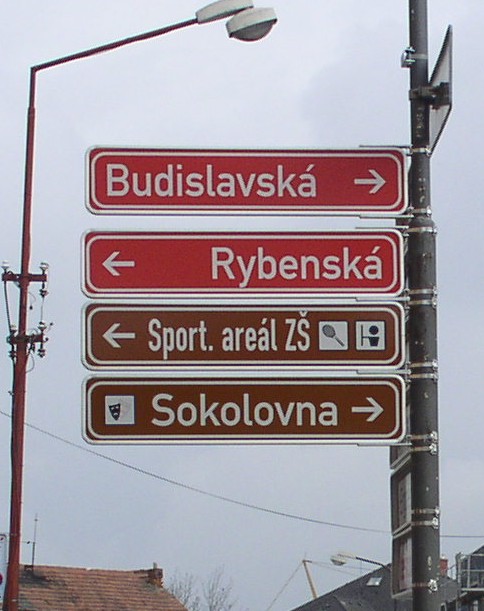 Budislavská
Rybenská
Sport. areál ZŠ
Sokolovna